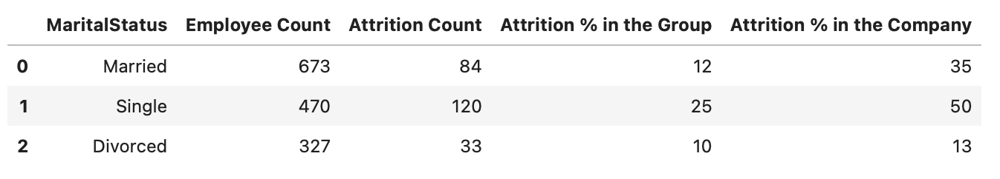 MaritalStatus Employee Count Attrition Count Attrition % in the Group Attrition % in the Company
0 Married 673 84 12 35
1 Single 470 120 25 50
2 Divorced 327 33 10 13